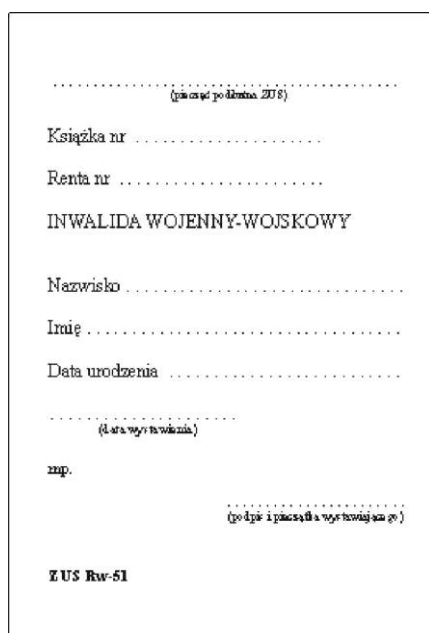 (pieczęć podłużna ZUS)
Książka nr
Renta nr
INWALIDA WOJENNY-WOJSKOWY
Nazwisko
Imię
Data urodzenia
(data wystawienia)
mp.
(podpis i pieczątka wystawiającego)
ZUS Rw-51